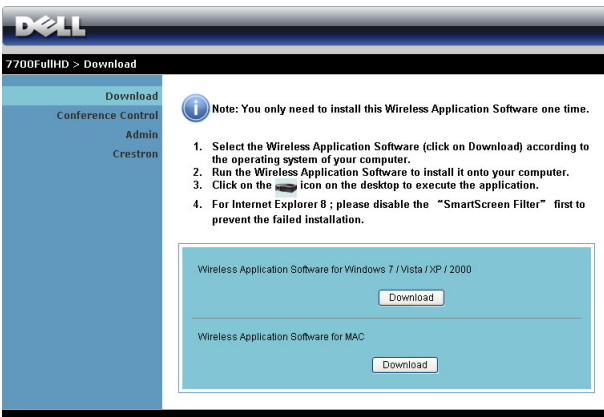 DELL
7700FullHD > Download
Download
Conference Control
Admin
Crestron
Note: You only need to install this Wireless Application Software one time.
1. Select the Wireless Application Software (click on Download) according to
the operating system of your computer.
2. Run the Wireless Application Software to install it onto your computer.
3. Click on the icon on the desktop to execute the application.
4. For Internet Explorer 8 ; please disable the “SmartScreen Filter” first to
prevent the failed installation.
Wireless Application Software for Windows 7 / Vista / XP / 2000
Download
Wireless Application Software for MAC
Download